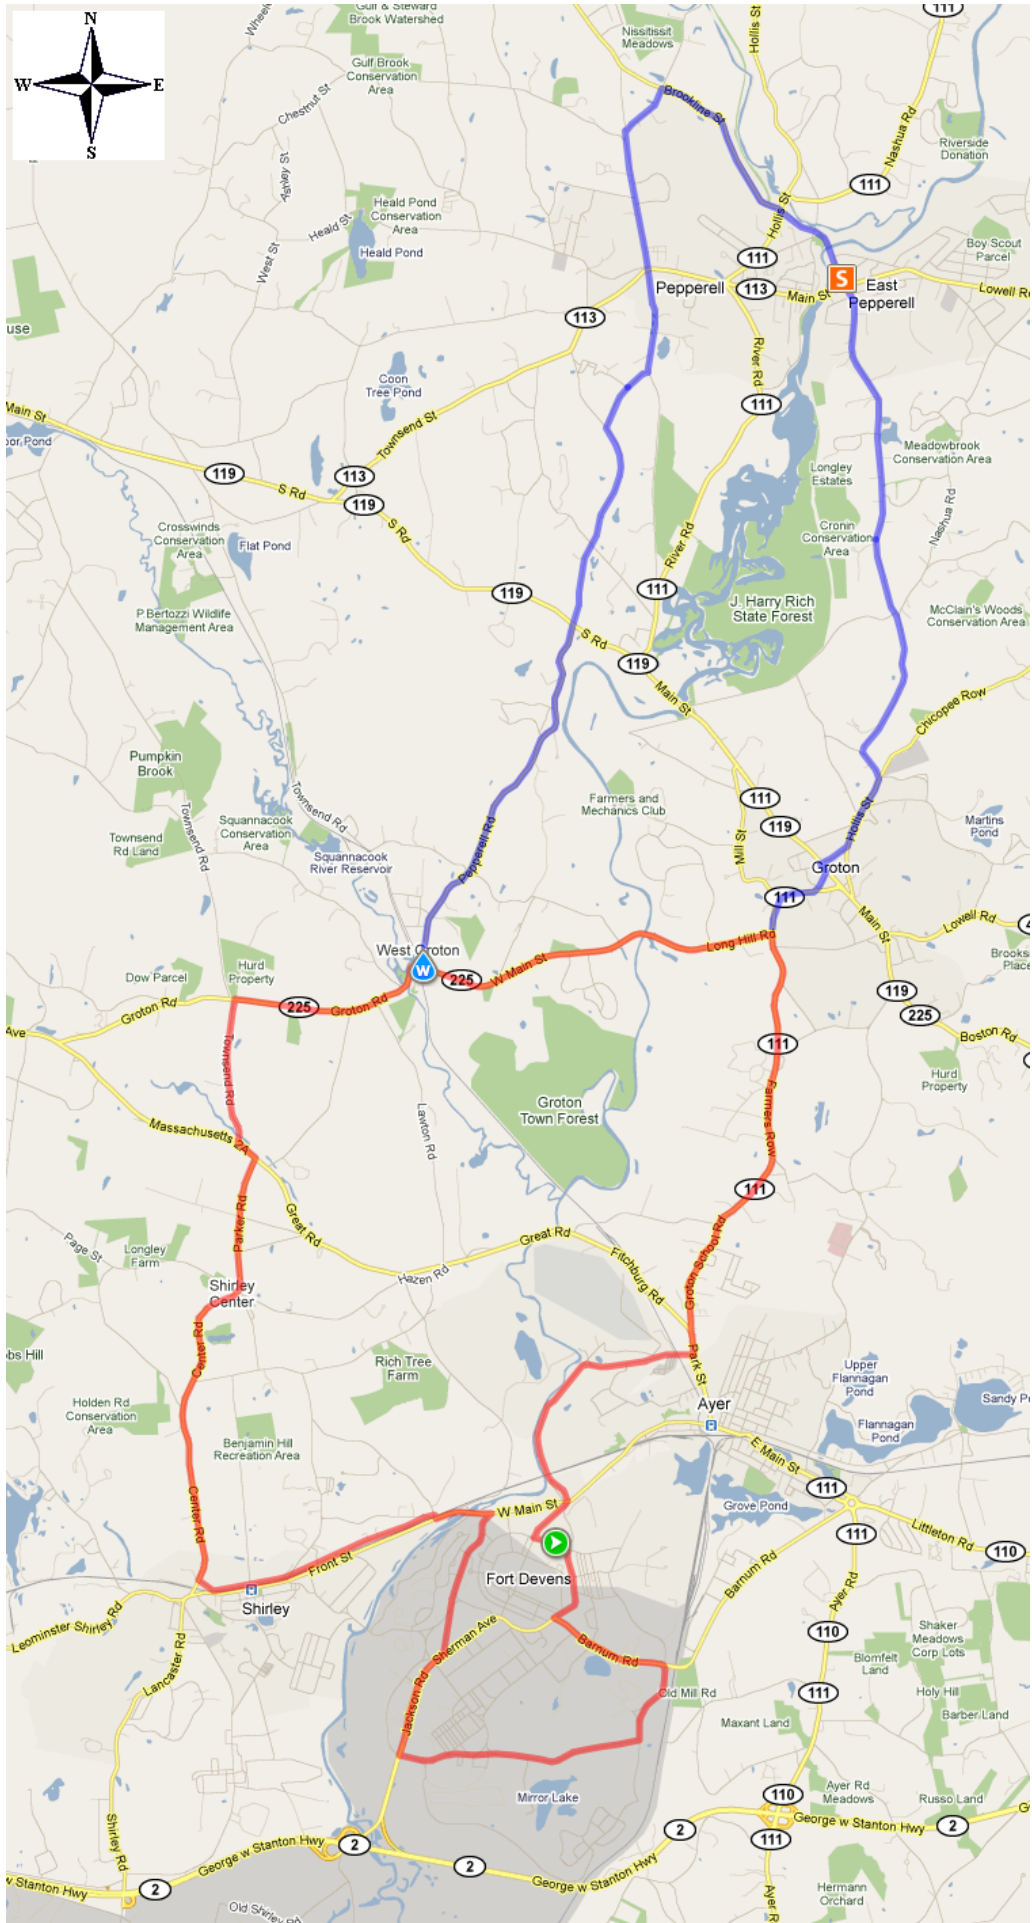 N
W E
S
111
Gulf & Steward
Brook Watershed
Nissitissit
Meadows
Hollis St
Gulf Brook
Conservation
Area
Chestnut St
Brookline St
Nashua Rd
Riverside
Donation
111
Ashley St
Heald Pond
Conservation
Area
Heald St
Heald Pond
West St
Hollis St
Boy Scout
Parcel
111
Pepperell
113
Main St
S
East
Pepperell
Lowell Rd
113
River Rd
Coon
Tree Pond
111
Main St
Townsend St
Meadowbrook
Conservation Area
119
113
S Rd
119
S Rd
Longley
Estates
Nashua Rd
Crosswinds
Conservation
Area
Flat Pond
Cronin
Conservation
Area
River Rd
119
111
J. Harry Rich
State Forest
P Bertozzi Wildlife
Management Area
McClain's Woods
Conservation Area
S Rd
119
Main St
Chicopee Row
Pumpkin
Brook
Townsend Rd
Townsend Rd
Farmers and
Mechanics Club
111
119
Hollis St
Martins
Pond
Squannacook
Conservation
Area
Townsend
Rd Land
Squannacook
River Reservoir
Pepperell Rd
Mill St
Groton
111
Main St
Lowell Rd
West Groton
W
Long Hill Rd
Hurd
Property
Dow Parcel
225
W Main St
119
225
Groton Rd
225
Groton Rd
Boston Rd
Ave
Townsend Rd
111
Hurd
Property
Farmers Row
Groton
Town Forest
Massachusetts 2A
Lawton Rd
111
Parker Rd
Great Rd
Groton School Rd
Great Rd
Page St
Longley
Farm
Hazen Rd
Fitchburg Rd
Shirley
Center
Center Rd
Park St
Rich Tree
Farm
Upper
Flannagan
Pond
Holden Rd
Conservation
Area
Ayer
Flannagan
Pond
Benjamin Hill
Recreation Area
E Main St
Center Rd
111
W Main St
Grove Pond
111
Littleton Rd
110
Front St
Fort Devens
Barnum Rd
Ayer Rd
Shirley
Leominster Shirley Rd
Sherman Ave
Barnum Rd
110
Shaker
Meadows
Corp Lots
Lancaster Rd
Blomfelt
Land
Old Mill Rd
111
Holy Hill
Barber Land
Jackson Rd
Maxant Land
Mirror Lake
110
Ayer Rd
Meadows
Russo Land
Shirley Rd
George w Stanton Hwy
2
2
111
George w Stanton Hwy
2
2
George w Stanton Hwy
w Stanton Hwy
2
Hermann
Orchard